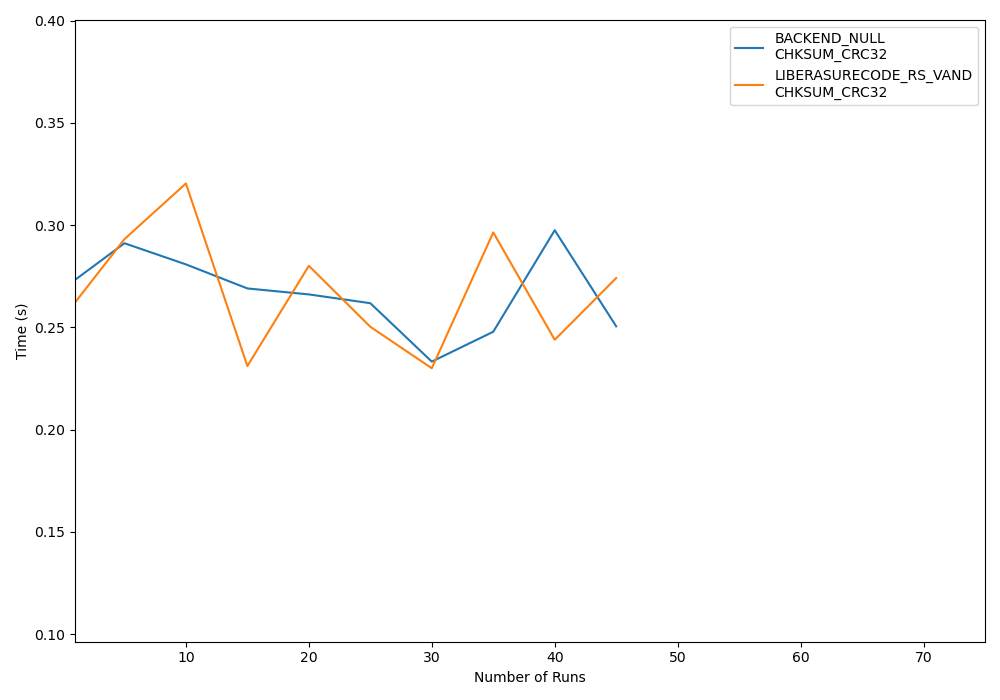 0.40
0.35
0.30
0.25
0.20
0.15
0.10
Time (s)
10 20 30 40 50 60 70
Number of Runs
BACKEND_NULL
CHKSUM_CRC32
LIBERASURECODE_RS_VAND
CHKSUM_CRC32